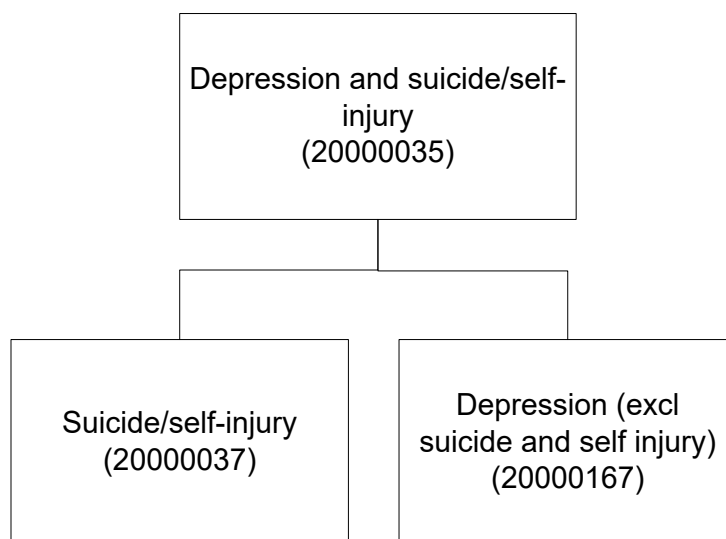 Depression and suicide/self-
injury
(20000035)
Suicide/self-injury
(20000037)
Depression (excl
suicide and self injury)
(20000167)